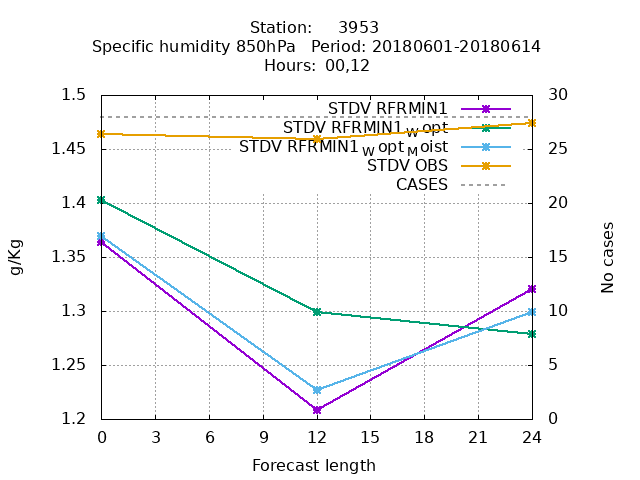 Station: 3953
Specific humidity 850hPa Period: 20180601-20180614
Hours: 00,12
1.5
1.45
1.4
1.35
1.3
1.25
1.2
g/Kg
STDV RFRMIN1
STDV RFRMIN1_W opt
STDV RFRMIN1_W opt_M oist
STDV OBS
CASES
30
25
20
15
10
5
0
No cases
0 3 6 9 12 15 18 21 24
Forecast length